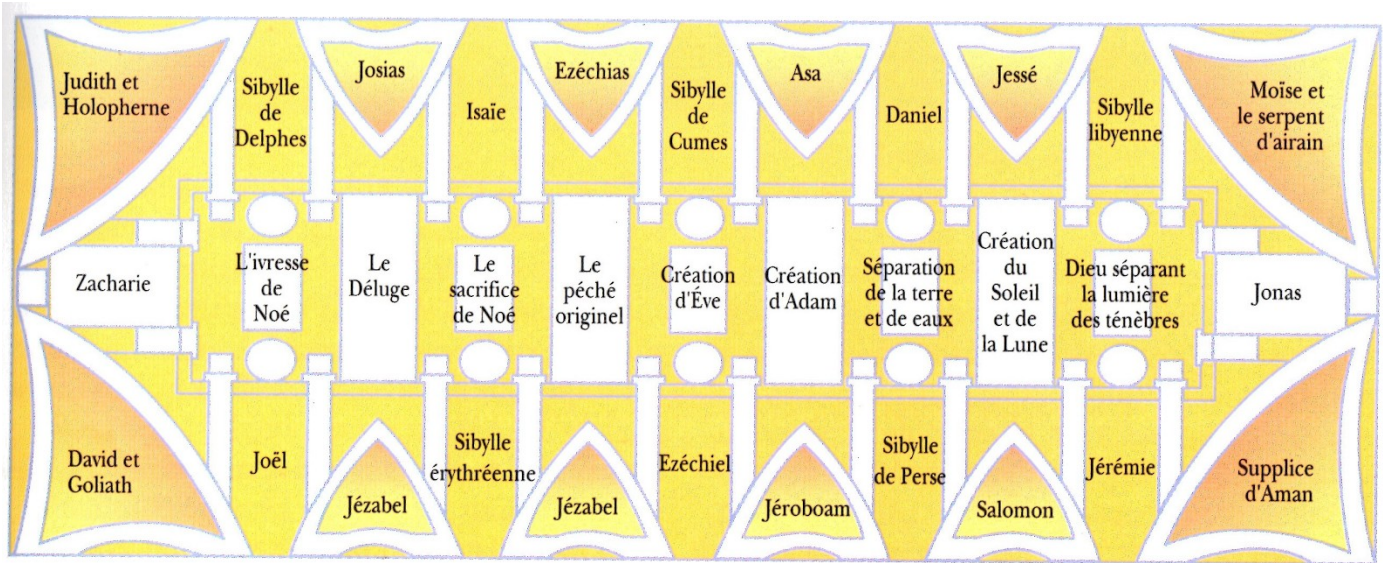 Judith et
Holopherne
Sibylle
de
Delphes
Josias
Isaïe
Ezéchias
Sibylle
de
Cumes
Asa
Daniel
Jessé
Sibylle
libyenne
Moïse et
le serpent
d'airain
Zacharie
L'ivresse
de
Noé
Le
Déluge
Le
sacrifice
de Noé
Le
péché
originel
Création
d'Ève
Création
d'Adam
Séparation
de la terre
et de eaux
Création
du
Soleil
et de
la Lune
Dieu séparant
la lumière
des ténèbres
Jonas
David et
Goliath
Joël
Jézabel
Sibylle
érythréenne
Jézabel
Ezéchiel
Jéroboam
Sibylle
de Perse
Salomon
Jérémie
Supplice
d'Aman